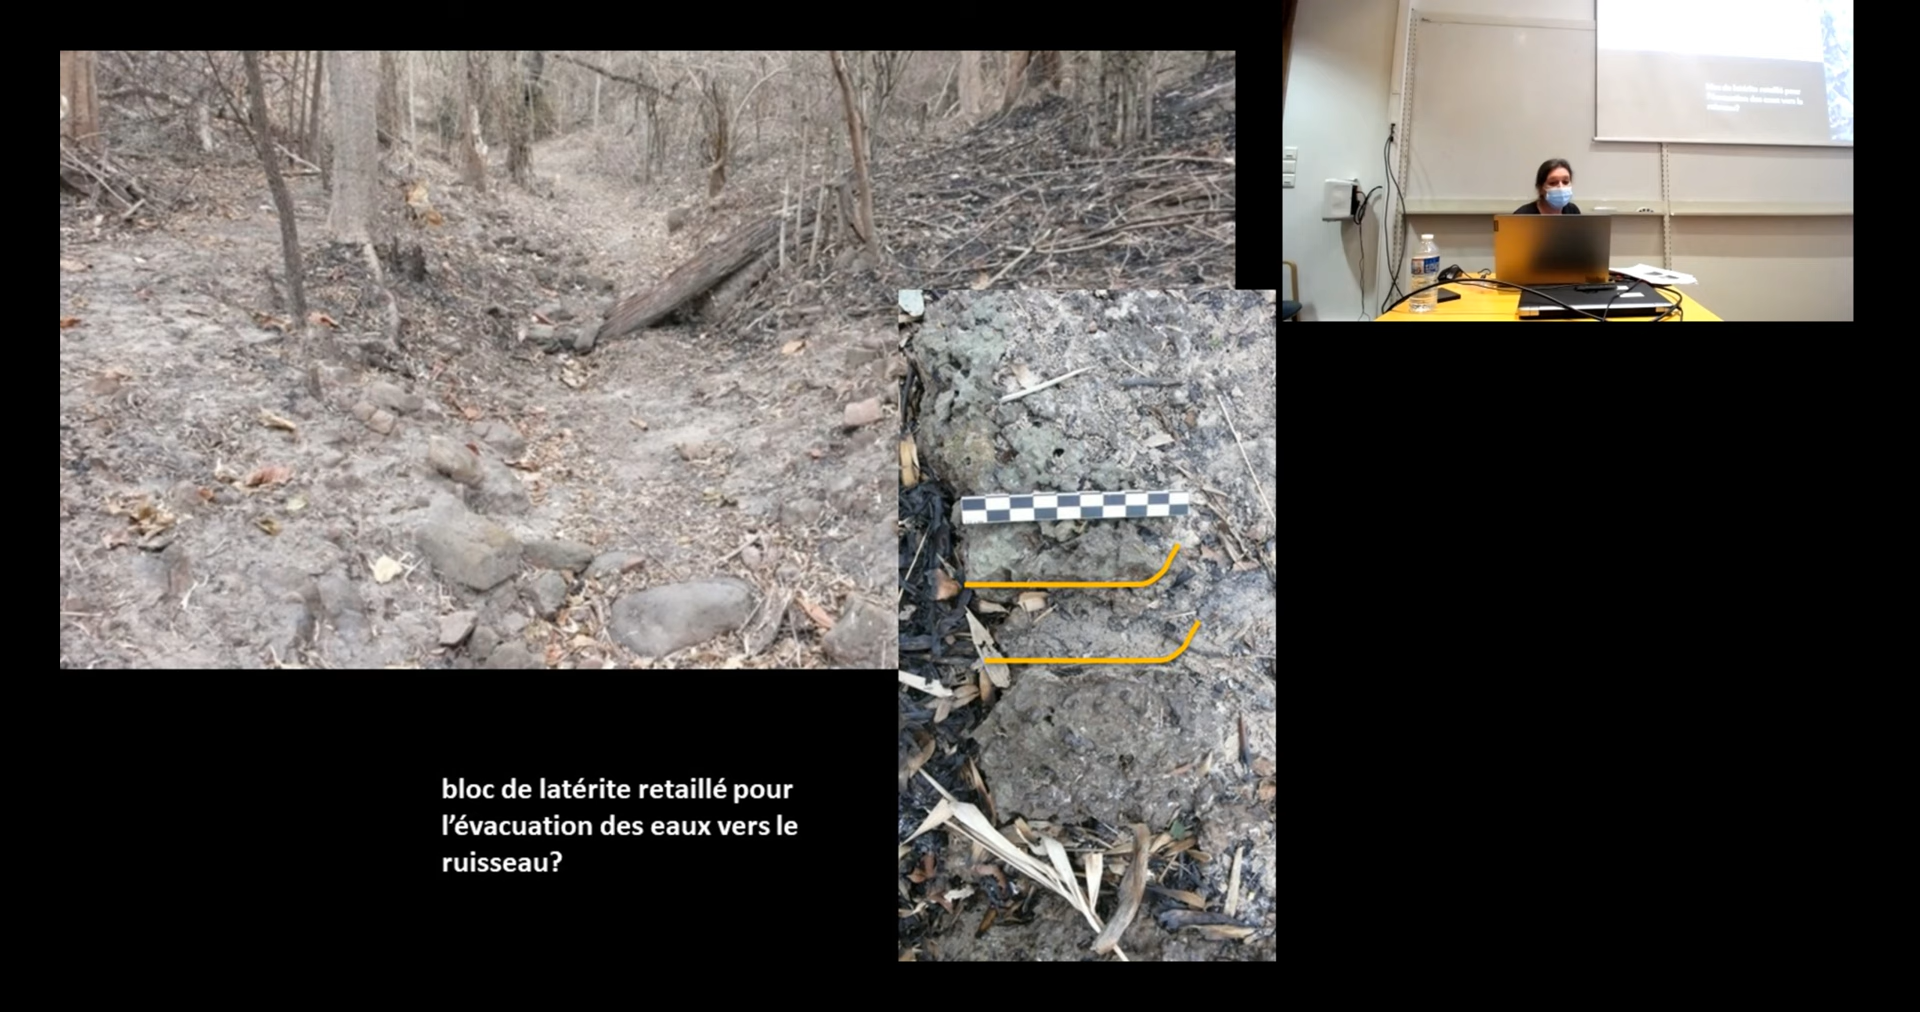 bloc de latérite retaillé pour
l’évacuation des eaux vers le
ruisseau?